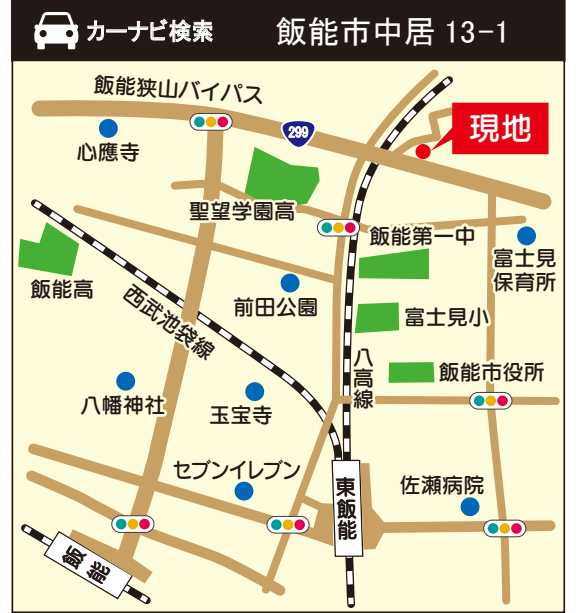 カーナビ検索 飯能市中居 13-1
飯能狭山バイパス
299
現地
心應寺
聖望学園高
飯能第一中
富士見
保育所
飯能高
西武池袋線
前田公園
富士見小
八高線
飯能市役所
八幡神社
玉宝寺
セブンイレブン
東飯能
佐瀬病院
飯能